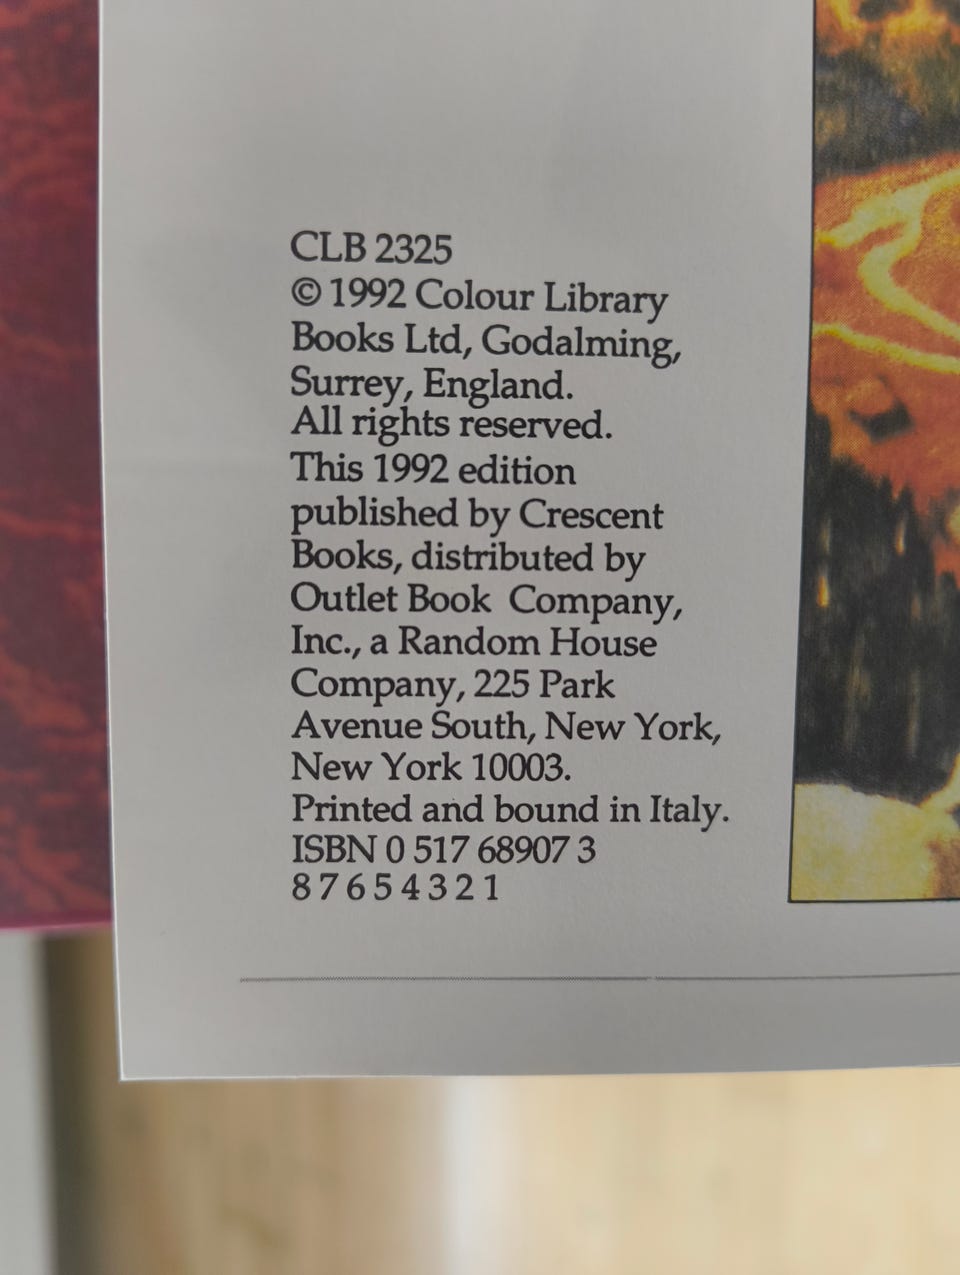 CLB 2325
© 1992 Colour Library
Books Ltd, Godalming,
Surrey, England.
All rights reserved.
This 1992 edition
published by Crescent
Books, distributed by
Outlet Book Company,
Inc., a Random House
Company, 225 Park
Avenue South, New York,
New York 10003.
Printed and bound in Italy.
ISBN 0 517 68907 3
8 7 6 5 4 3 2 1